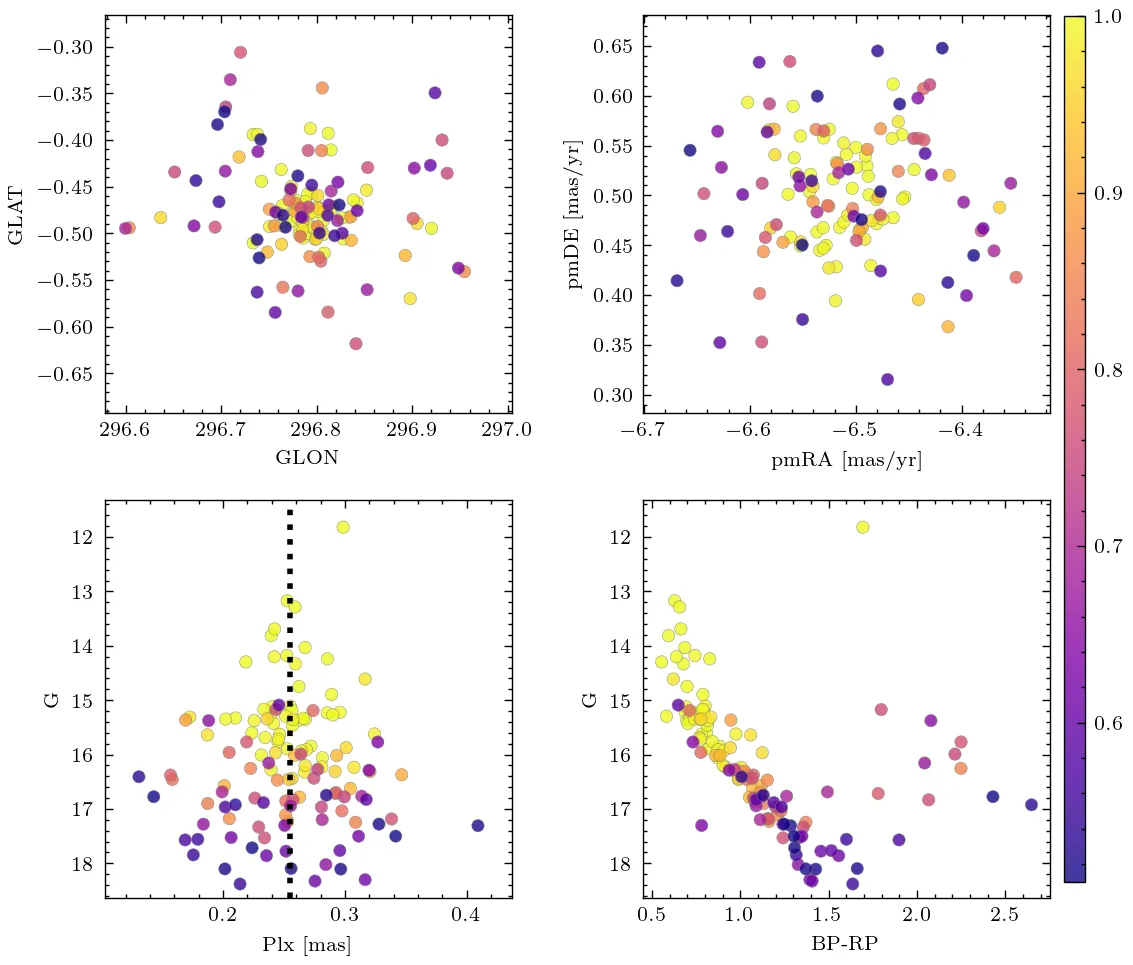 −0.30
−0.35
−0.40
−0.45
−0.50
−0.55
−0.60
−0.65
GLAT
296.6 296.7 296.8 296.9 297.0
GLON
0.65
0.60
0.55
0.50
0.45
0.40
0.35
0.30
pmDE [mas/yr]
−6.7 −6.6 −6.5 −6.4
pmRA [mas/yr]
1.0
0.9
0.8
0.7
0.6
12
13
14
15
16
17
18
G
0.2 0.3 0.4
Plx [mas]
12
13
14
15
16
17
18
G
0.5 1.0 1.5 2.0 2.5
BP-RP